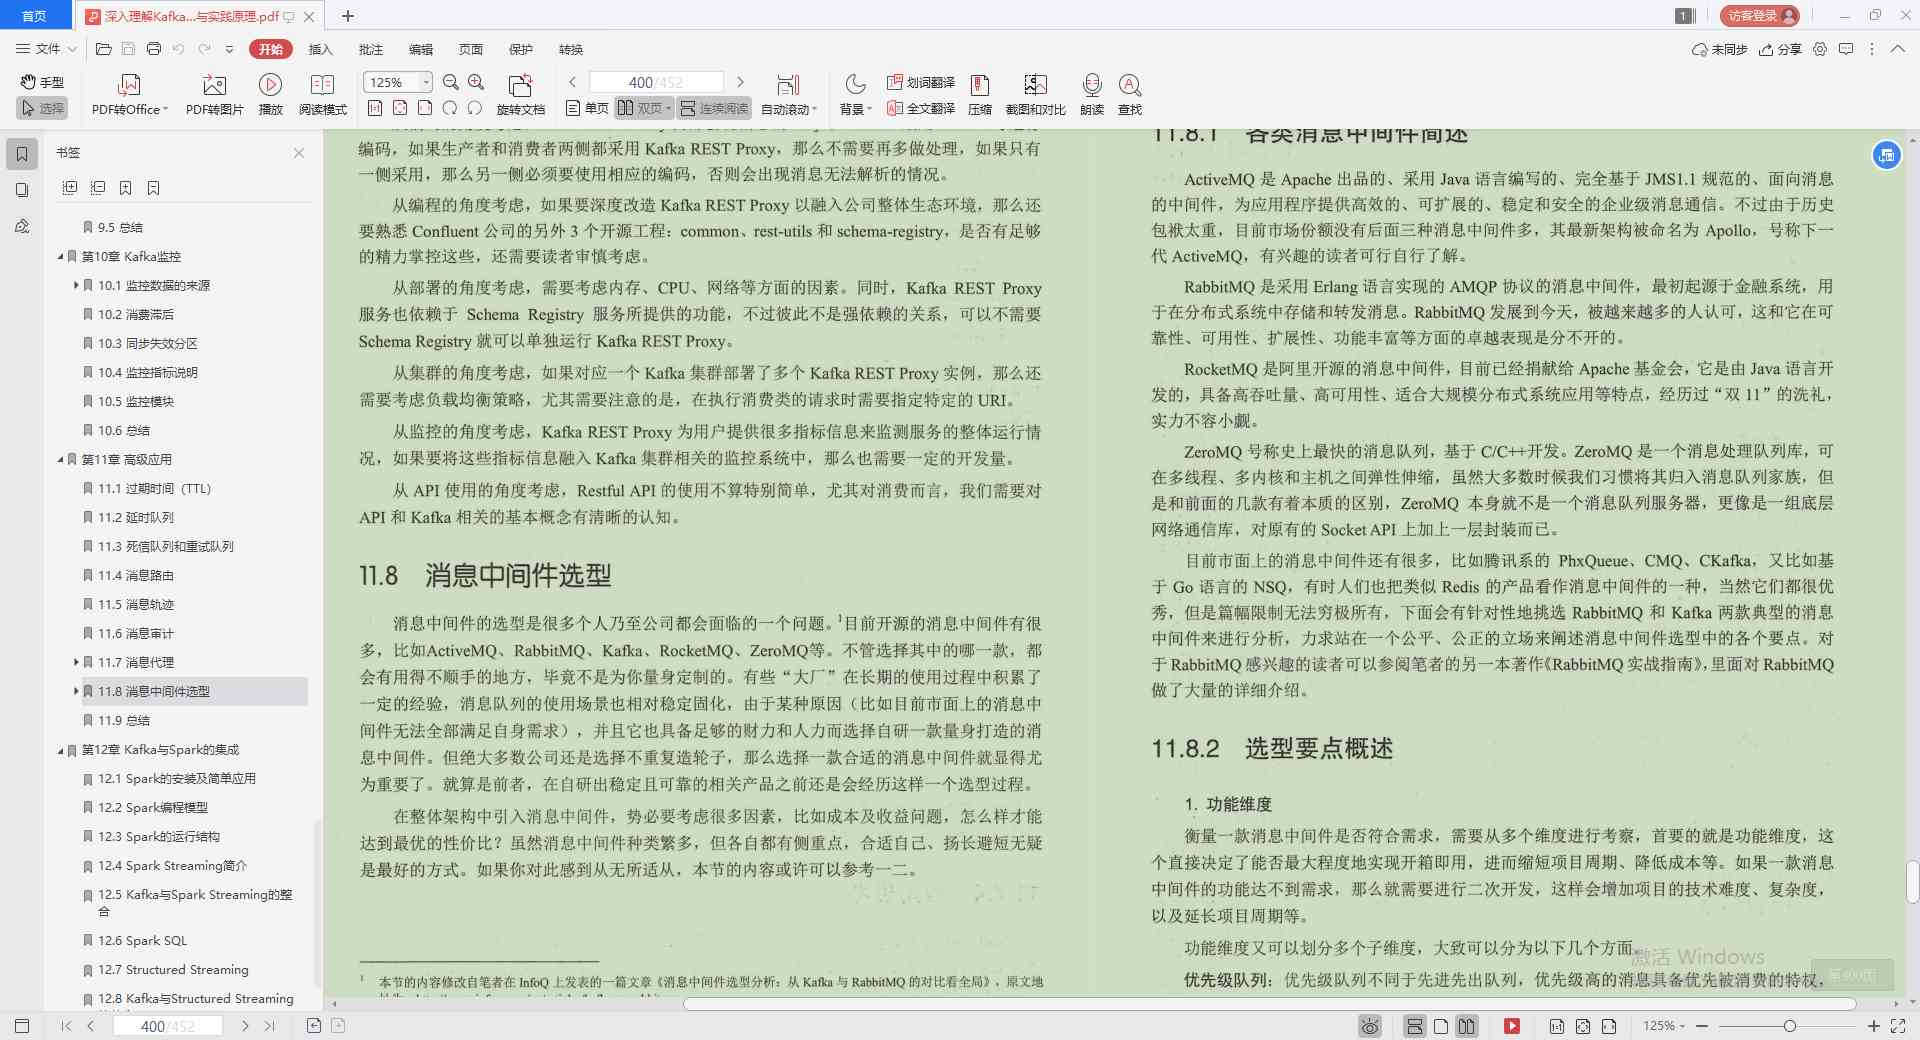 首页
深入理解Kafka...与实践原理.pdf
1
访客登录
文件
开始
插入
批注
编辑
页面
保护
转换
未同步
分享
手型
选择
PDF转Office
PDF转图片
播放
阅读模式
125%
旋转文档
400/452
单页
双页
连续阅读
自动滚动
背景
划词翻译
全文翻译
压缩
截图和对比
朗读
查找
书签
9.5 总结
第10章 Kafka监控
10.1 监控数据的来源
10.2 消费滞后
10.3 同步失效分区
10.4 监控指标说明
10.5 监控模块
10.6 总结
第11章 高级应用
11.1 过期时间（TTL）
11.2 延时队列
11.3 死信队列和重试队列
11.4 消息路由
11.5 消息轨迹
11.6 消息审计
11.7 消息代理
11.8 消息中间件选型
11.9 总结
第12章 Kafka与Spark的集成
12.1 Spark的安装及简单应用
12.2 Spark编程模型
12.3 Spark的运行结构
12.4 Spark Streaming简介
12.5 Kafka与Spark Streaming的整
合
12.6 Spark SQL
12.7 Structured Streaming
12.8 Kafka与Structured Streaming
编码，如果生产者和消费者两侧都采用 Kafka REST Proxy，那么不需要再多做处理，如果只有
一侧采用，那么另一侧必须要使用相应的编码，否则会出现消息无法解析的情况。
从编程的角度考虑，如果要深度改造 Kafka REST Proxy 以融入公司整体生态环境，那么还
要熟悉 Confluent 公司的另外 3 个开源工程：common、rest-utils 和 schema-registry，是否有足够
的精力掌控这些，还需要读者审慎考虑。
从部署的角度考虑，需要考虑内存、CPU、网络等方面的因素。同时，Kafka REST Proxy
服务也依赖于 Schema Registry 服务所提供的功能，不过彼此不是强依赖的关系，可以不需要
Schema Registry 就可以单独运行 Kafka REST Proxy。
从集群的角度考虑，如果对应一个 Kafka 集群部署了多个 Kafka REST Proxy 实例，那么还
需要考虑负载均衡策略，尤其需要注意的是，在执行消费类的请求时需要指定特定的 URI。
从监控的角度考虑，Kafka REST Proxy 为用户提供很多指标信息来监测服务的整体运行情
况，如果要将这些指标信息融入 Kafka 集群相关的监控系统中，那么也需要一定的开发量。
从 API 使用的角度考虑，Restful API 的使用不算特别简单，尤其对消费而言，我们需要对
API 和 Kafka 相关的基本概念有清晰的认知。
11.8 消息中间件选型
消息中间件的选型是很多个人乃至公司都会面临的一个问题。1目前开源的消息中间件有很
多，比如ActiveMQ、RabbitMQ、Kafka、RocketMQ、ZeroMQ等。不管选择其中的哪一款，都
会有用得不顺手的地方，毕竟不是为你量身定制的。有些“大厂”在长期的使用过程中积累了
一定的经验，消息队列的使用场景也相对稳定固化，由于某种原因（比如目前市面上的消息中
间件无法全部满足自身需求），并且它也具备足够的财力和人力而选择自研一款量身打造的消
息中间件。但绝大多数公司还是选择不重复造轮子，那么选择一款合适的消息中间件就显得尤
为重要了。就算是前者，在自研出稳定且可靠的相关产品之前还是会经历这样一个选型过程。
在整体架构中引入消息中间件，势必要考虑很多因素，比如成本及收益问题，怎么样才能
达到最优的性价比？虽然消息中间件种类繁多，但各自都有侧重点，合适自己、扬长避短无疑
是最好的方式。如果你对此感到从无所适从，本节的内容或许可以参考一二。
1 本节的内容修改自笔者在 InfoQ 上发表的一篇文章《消息中间件选型分析：从 Kafka 与 RabbitMQ 的对比看全局》，原文地
11.8.1 各类消息中间件简述
ActiveMQ 是 Apache 出品的、采用 Java 语言编写的、完全基于 JMS1.1 规范的、面向消息
的中间件，为应用程序提供高效的、可扩展的、稳定和安全的企业级消息通信。不过由于历史
包袱太重，目前市场份额没有后面三种消息中间件多，其最新架构被命名为 Apollo，号称下一
代 ActiveMQ，有兴趣的读者可行自行了解。
RabbitMQ 是采用 Erlang 语言实现的 AMQP 协议的消息中间件，最初起源于金融系统，用
于在分布式系统中存储和转发消息。RabbitMQ 发展到今天，被越来越多的人认可，这和它在可
靠性、可用性、扩展性、功能丰富等方面的卓越表现是分不开的。
RocketMQ 是阿里开源的消息中间件，目前已经捐献给 Apache 基金会，它是由 Java 语言开
发的，具备高吞吐量、高可用性、适合大规模分布式系统应用等特点，经历过“双 11”的洗礼，
实力不容小觑。
ZeroMQ 号称史上最快的消息队列，基于 C/C++开发。ZeroMQ 是一个消息处理队列库，可
在多线程、多内核和主机之间弹性伸缩，虽然大多数时候我们习惯将其归入消息队列家族，但
是和前面的几款有着本质的区别，ZeroMQ 本身就不是一个消息队列服务器，更像是一组底层
网络通信库，对原有的 Socket API 上加上一层封装而已。
目前市面上的消息中间件还有很多，比如腾讯系的 PhxQueue、CMQ、CKafka，又比如基
于 Go 语言的 NSQ，有时人们也把类似 Redis 的产品看作消息中间件的一种，当然它们都很优
秀，但是篇幅限制无法穷极所有，下面会有针对性地挑选 RabbitMQ 和 Kafka 两款典型的消息
中间件来进行分析，力求站在一个公平、公正的立场来阐述消息中间件选型中的各个要点。对
于 RabbitMQ 感兴趣的读者可以参阅笔者的另一本著作《RabbitMQ 实战指南》，里面对 RabbitMQ
做了大量的详细介绍。
11.8.2 选型要点概述
1. 功能维度
衡量一款消息中间件是否符合需求，需要从多个维度进行考察，首要的就是功能维度，这
个直接决定了能否最大程度地实现开箱即用，进而缩短项目周期、降低成本等。如果一款消息
中间件的功能达不到需求，那么就需要进行二次开发，这样会增加项目的技术难度、复杂度，
以及延长项目周期等。
功能维度又可以划分多个子维度，大致可以分为以下几个方面。
优先级队列：优先级队列不同于先进先出队列，优先级高的消息具备优先被消费的特权，
激活 Windows
第400页
400/452
125%